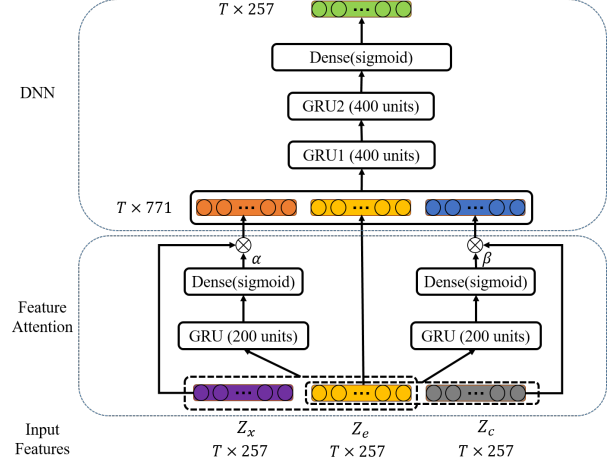 T × 257
Dense(sigmoid)
DNN
GRU2 (400 units)
GRU1 (400 units)
T × 771
α
β
Dense(sigmoid)
Dense(sigmoid)
Feature
Attention
GRU (200 units)
GRU (200 units)
Input
Features
Z_x
Z_e
Z_c
T × 257
T × 257
T × 257